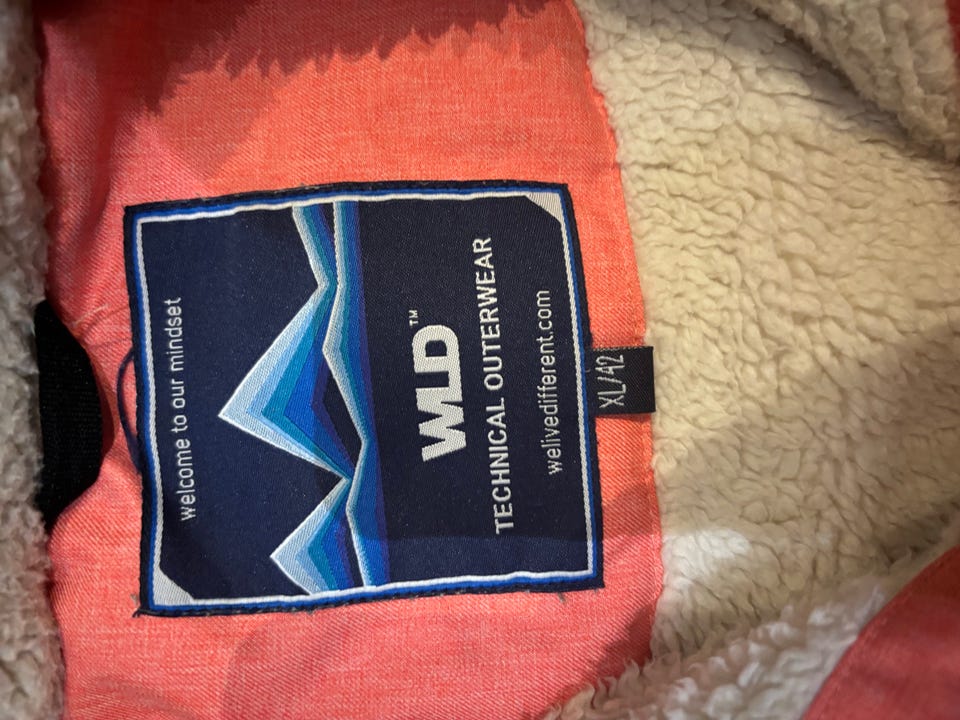 welcome to our mindset
WLD™
TECHNICAL OUTERWEAR
welivedifferent.com
XL/42